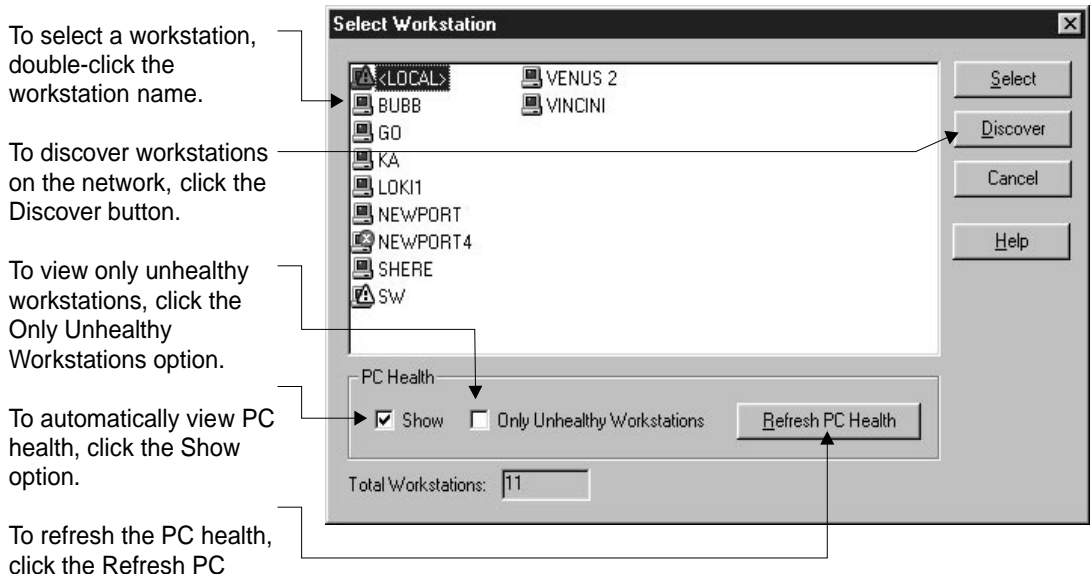 To select a workstation,
double-click the
workstation name.
To discover workstations
on the network, click the
Discover button.
To view only unhealthy
workstations, click the
Only Unhealthy
Workstations option.
To automatically view PC
health, click the Show
option.
To refresh the PC health,
click the Refresh PC
Select Workstation
<LOCAL>
BUBB
GO
KA
LOKI1
NEWPORT
NEWPORT4
SHERE
SW
VENUS 2
VINCINI
Select
Discover
Cancel
Help
PC Health
Show
Only Unhealthy Workstations
Refresh PC Health
Total Workstations: 11